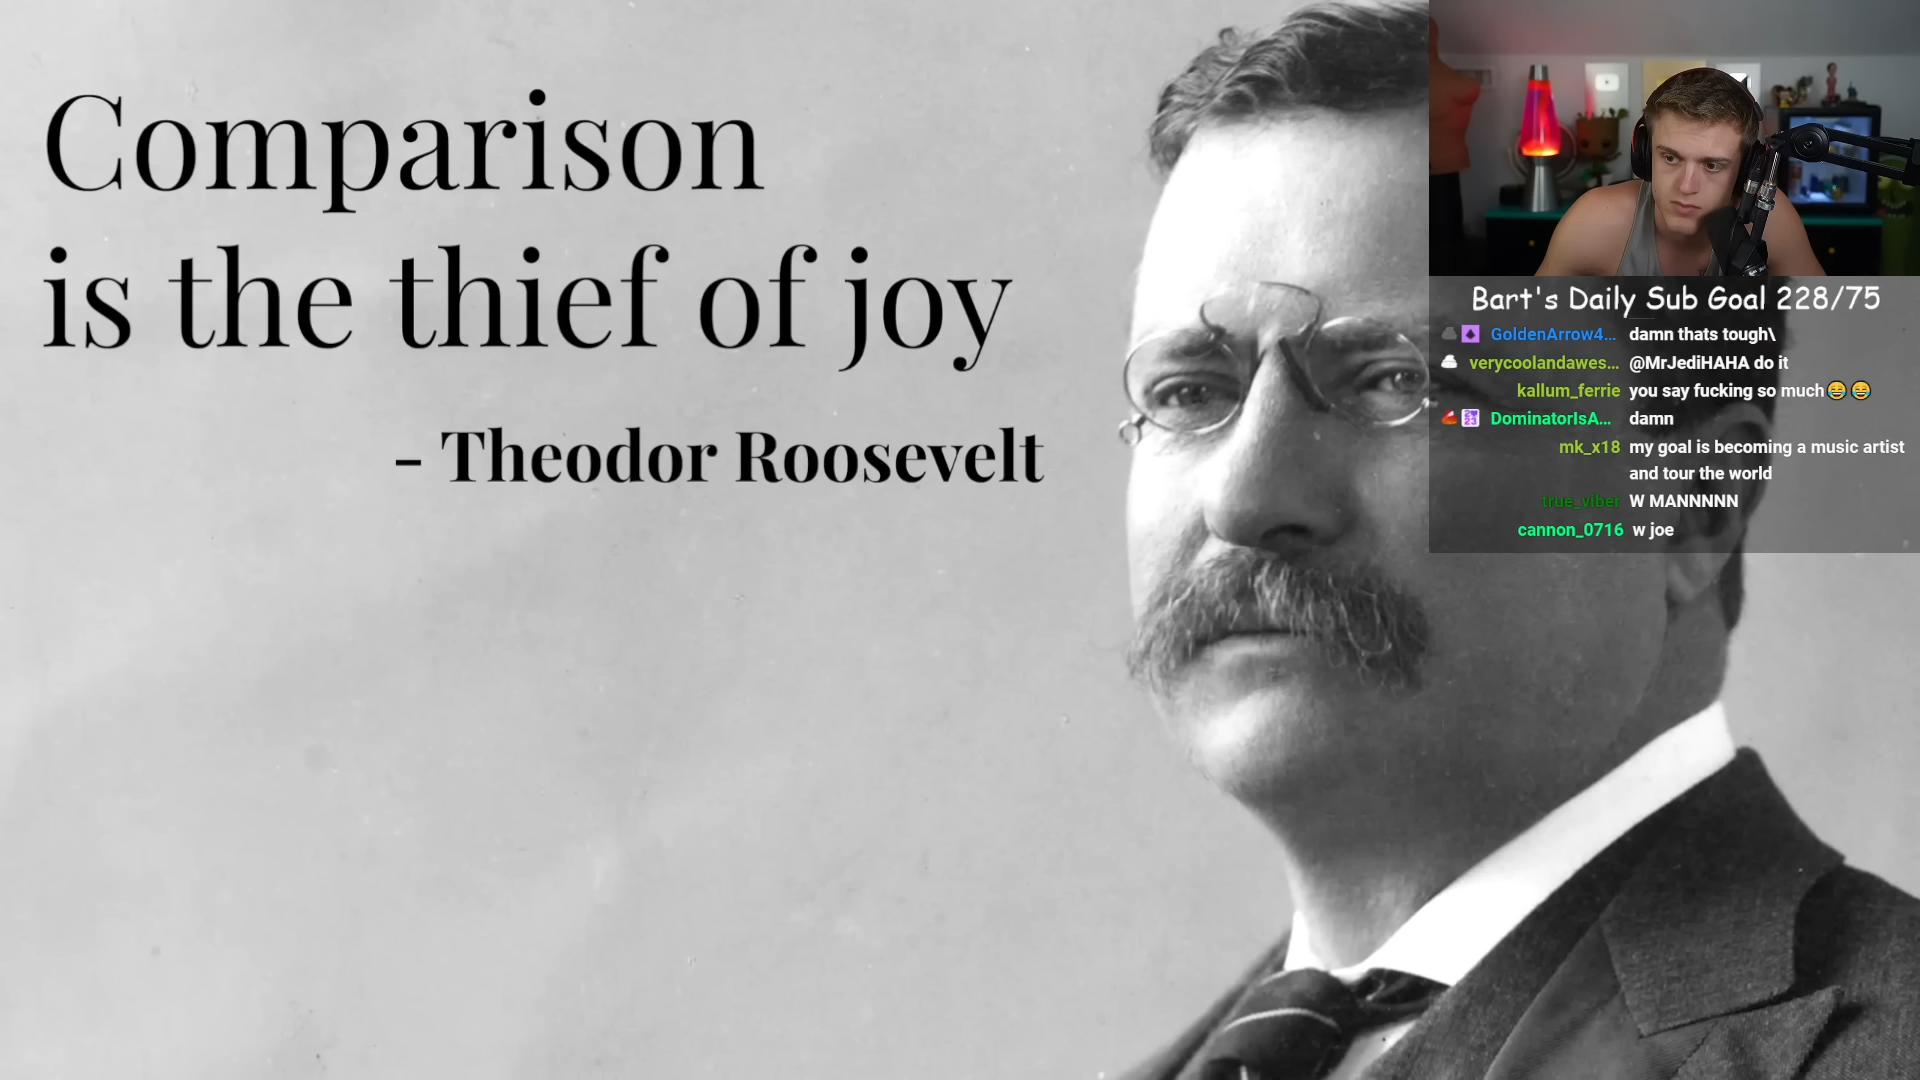 Comparison
is the thief of joy
- Theodor Roosevelt
Bart's Daily Sub Goal 228/75
GoldenArrow4... damn thats tough\
verycoolandawes... @MrJediHAHA do it
kallum_ferrie you say fucking so much😂😂
DominatorIsA... damn
mk_x18 my goal is becoming a music artist
and tour the world
true_viber W MANNNNN
cannon_0716 w joe